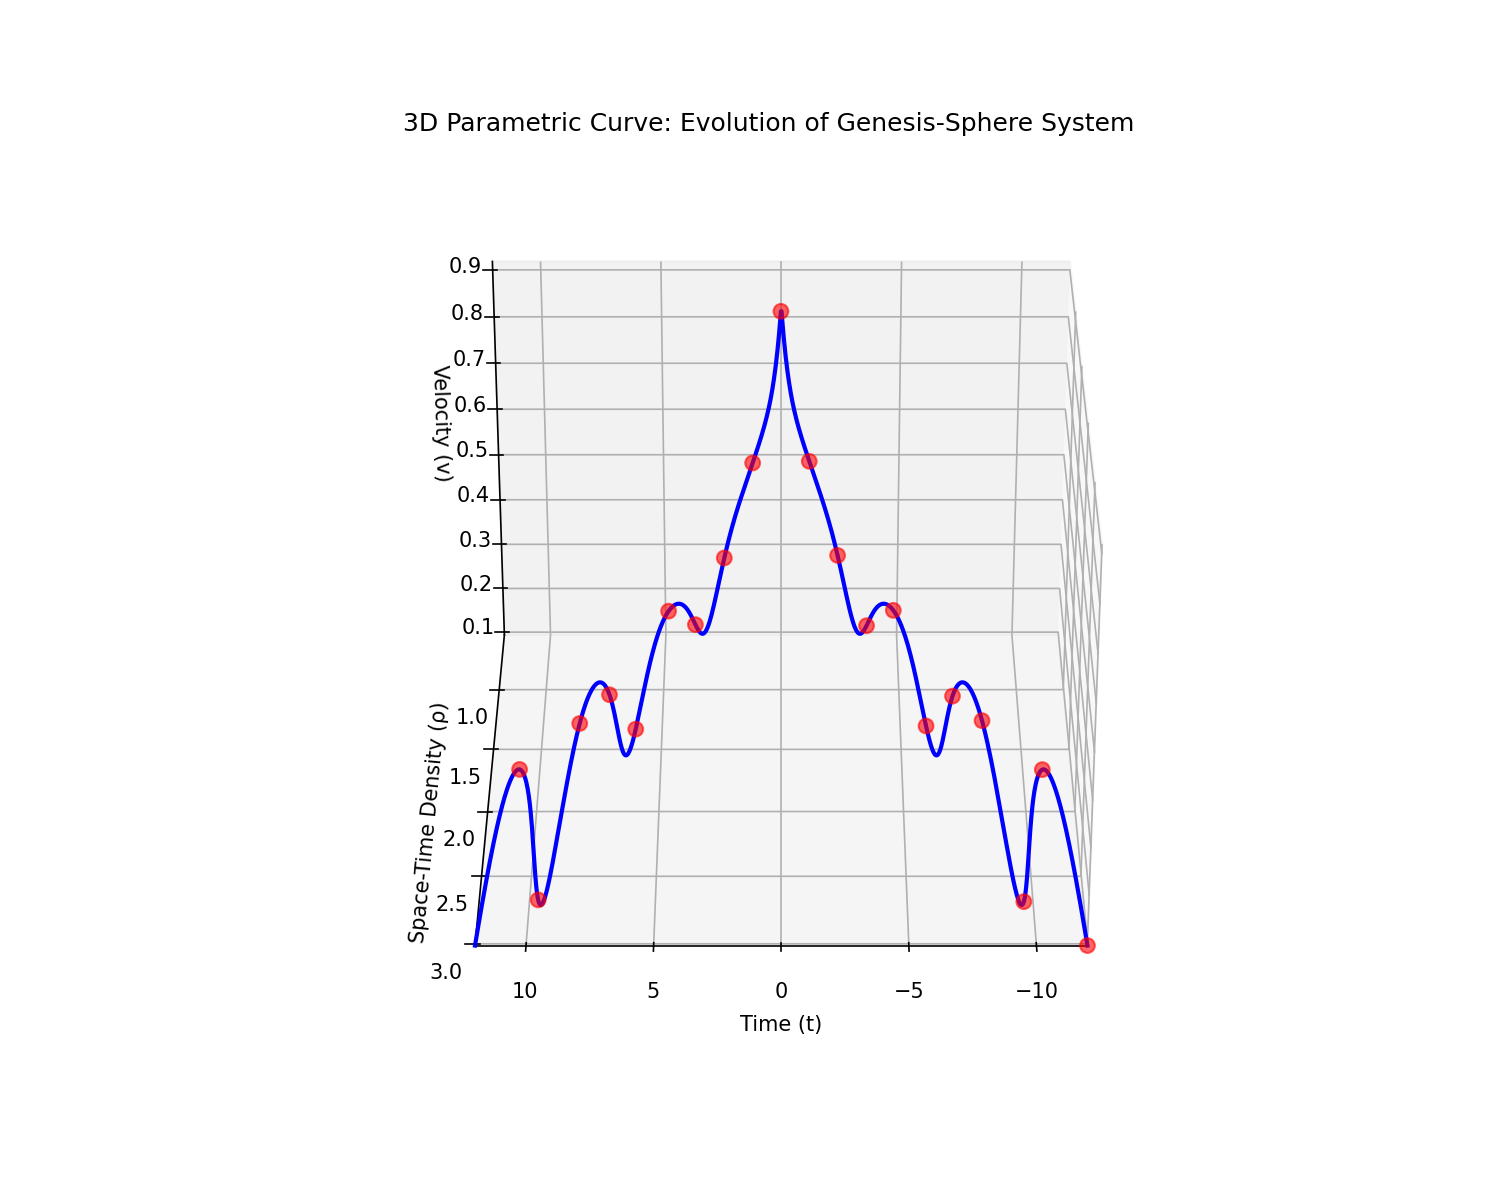 3D Parametric Curve: Evolution of Genesis-Sphere System
0.9
0.8
0.7
0.6
0.5
0.4
0.3
0.2
0.1
Velocity (v)
1.0
1.5
2.0
2.5
3.0
Space-Time Density (ρ)
10 5 0 −5 −10
Time (t)